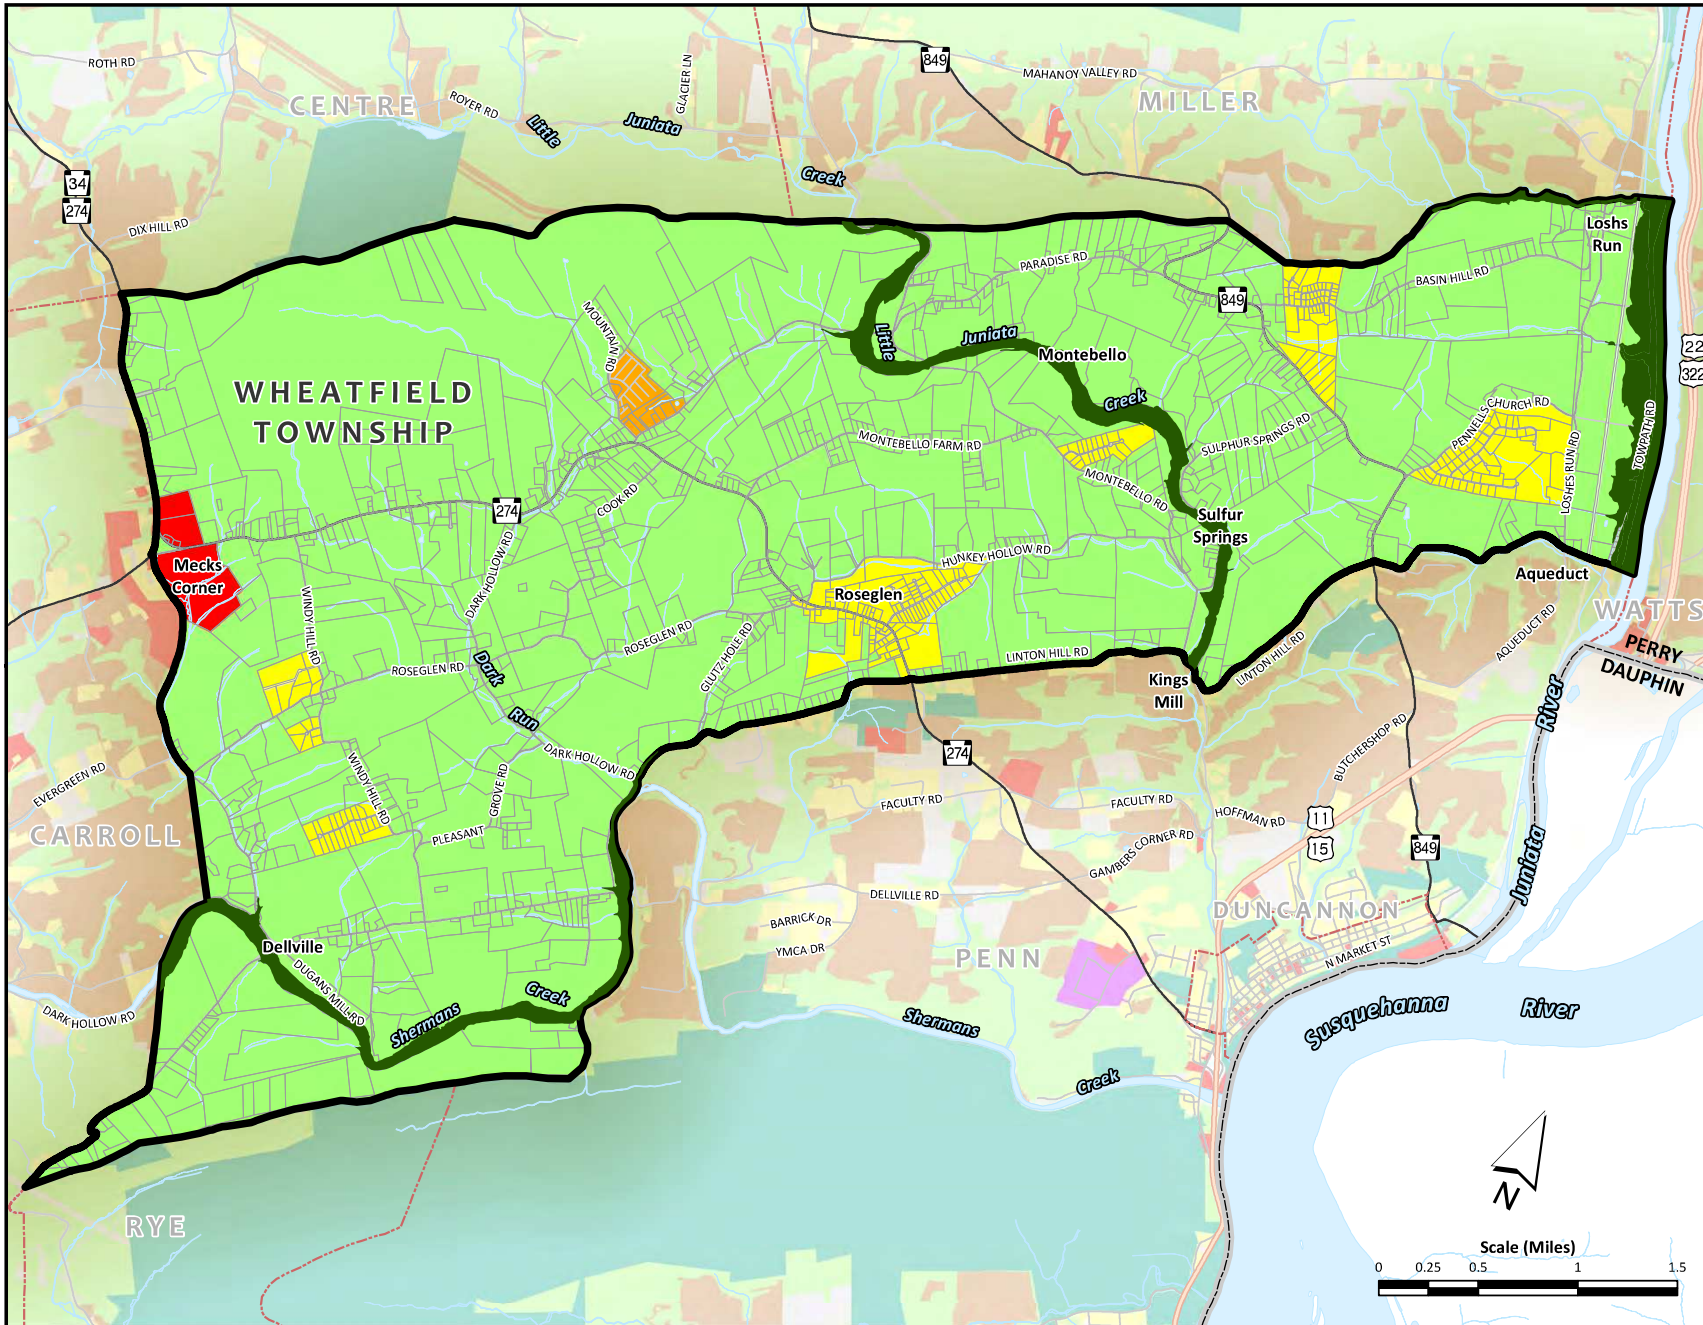 ROTH RD
CENTRE
ROYER RD
Little
Juniata
Creek
GLACIER LN
849
MAHANOY VALLEY RD
MILLER
34
274
DIX HILL RD
Loshs
Run
PARADISE RD
849
BASIN HILL RD
22
322
MOUNTAIN RD
Little
Juniata
Creek
Montebello
WHEATFIELD
TOWNSHIP
MONTEBELLO FARM RD
SULPHUR SPRINGS RD
PENNELLS CHURCH RD
LOSHES RUN RD
TOWPATH RD
MONTEBELLO RD
274
COOK RD
Sulfur
Springs
DARK HOLLOW RD
HUNKEY HOLLOW RD
Mecks
Corner
Aqueduct
Roseglen
WINDY HILL RD
WATTS
AQUEDUCT RD
ROSEGLEN RD
ROSEGLEN RD
GLUTZ HOLE RD
LINTON HILL RD
LINTON HILL RD
PERRY
DAUPHIN
Kings
Mill
Dark
Run
DARK HOLLOW RD
274
BUTCHERSHOP RD
Juniata
River
EVERGREEN RD
WINDY HILL RD
PLEASANT GROVE RD
FACULTY RD
FACULTY RD
HOFFMAN RD
11
15
GAMBERS CORNER RD
849
CARROLL
DELLVILLE RD
BARRICK DR
YMCA DR
DUNCANNON
N MARKET ST
Dellville
DUGANS MILL RD
PENN
DARK HOLLOW RD
Shermans
Creek
Shermans
Creek
Susquehanna
River
RYE
N
Scale (Miles)
0 0.25 0.5 1 1.5